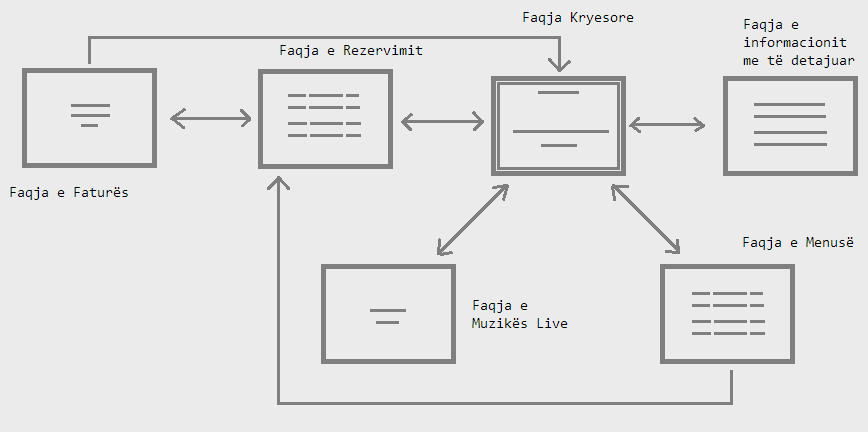 Faqja Kryesore
Faqja e Rezervimit
Faqja e
informacionit
me të detajuar
Faqja e Faturës
Faqja e Menusë
Faqja e
Muzikës Live